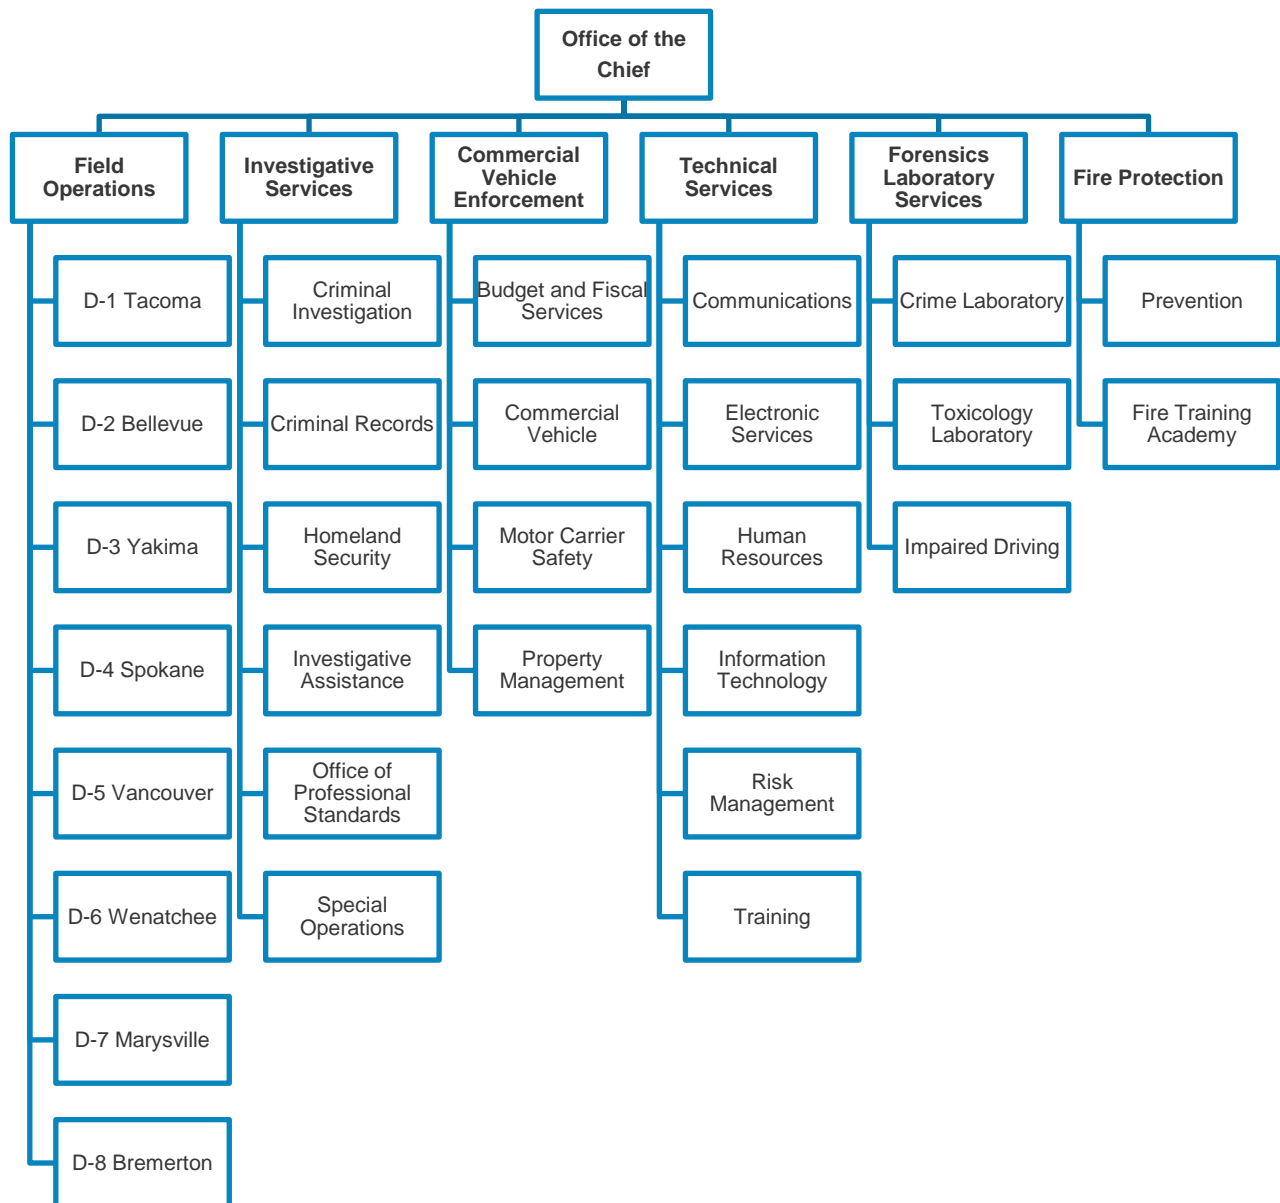 Office of the
Chief
Field
Operations
Investigative
Services
Commercial
Vehicle
Enforcement
Technical
Services
Forensics
Laboratory
Services
Fire Protection
D-1 Tacoma
D-2 Bellevue
D-3 Yakima
D-4 Spokane
D-5 Vancouver
D-6 Wenatchee
D-7 Marysville
D-8 Bremerton
Criminal
Investigation
Criminal Records
Homeland
Security
Investigative
Assistance
Office of
Professional
Standards
Special
Operations
Budget and Fiscal
Services
Commercial
Vehicle
Motor Carrier
Safety
Property
Management
Communications
Electronic
Services
Human
Resources
Information
Technology
Risk
Management
Training
Crime Laboratory
Toxicology
Laboratory
Impaired Driving
Prevention
Fire Training
Academy